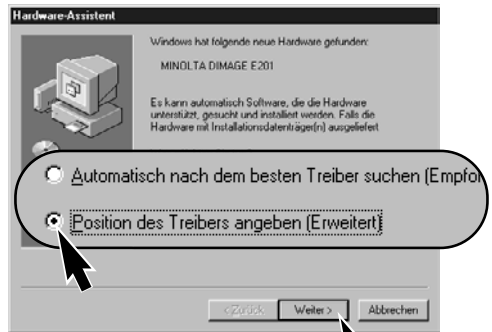 Hardware-Assistent
Windows hat folgende neue Hardware gefunden:
MINOLTA DIMAGE E201
Es kann automatisch Software, die die Hardware
unterstützt, gesucht und installiert werden. Falls die
Hardware mit Installationsdatenträger(n) ausgeliefert
Automatisch nach dem besten Treiber suchen (Empfo
Position des Treibers angeben (Erweitert)
< Zurück
Weiter >
Abbrechen